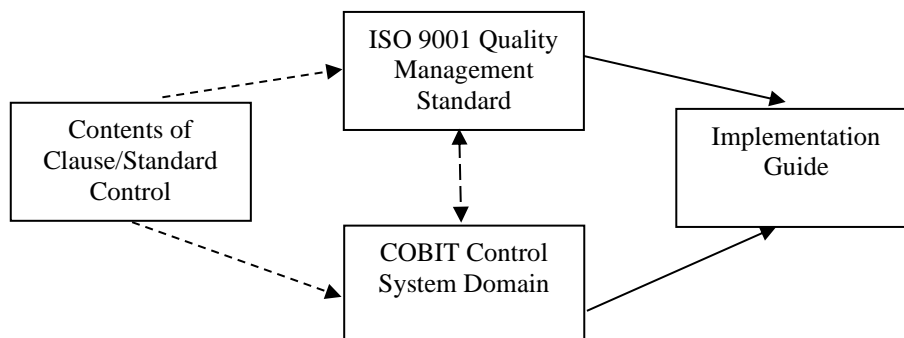 ISO 9001 Quality
Management
Standard
Contents of
Clause/Standard
Control
Implementation
Guide
COBIT Control
System Domain